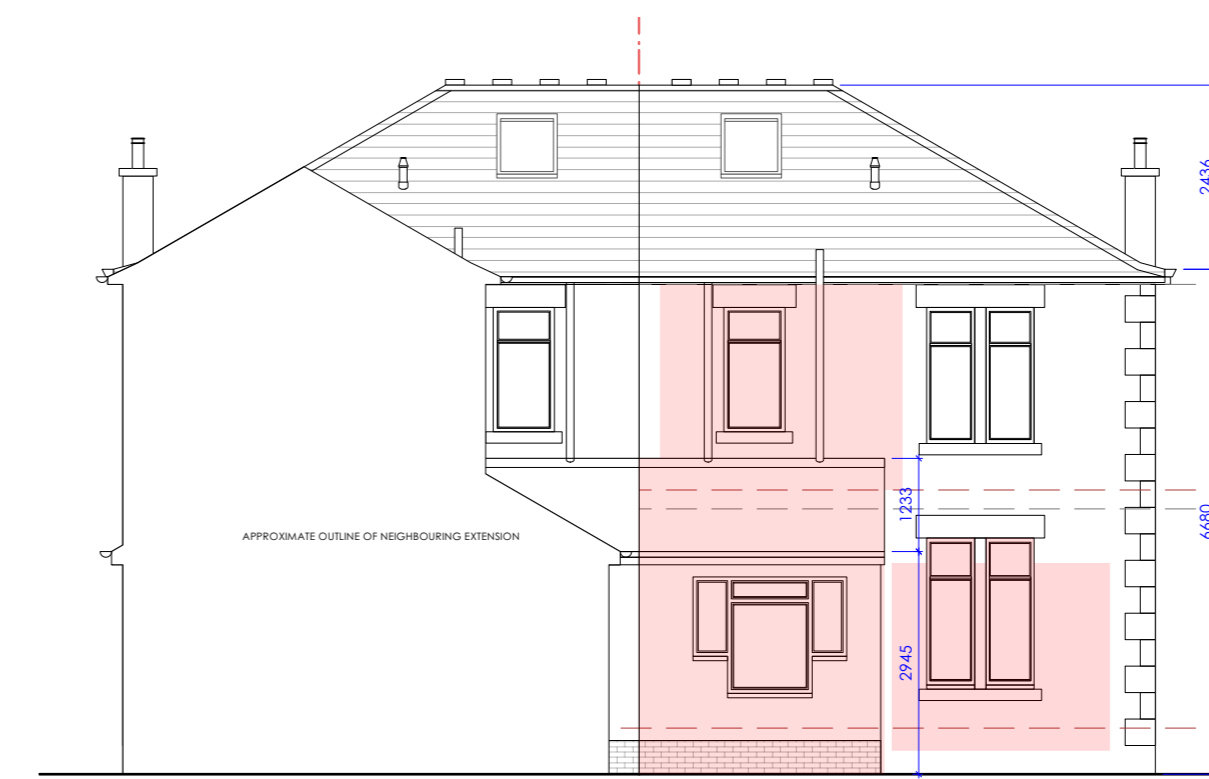 2436
1233
6680
APPROXIMATE OUTLINE OF NEIGHBOURING EXTENSION
2945